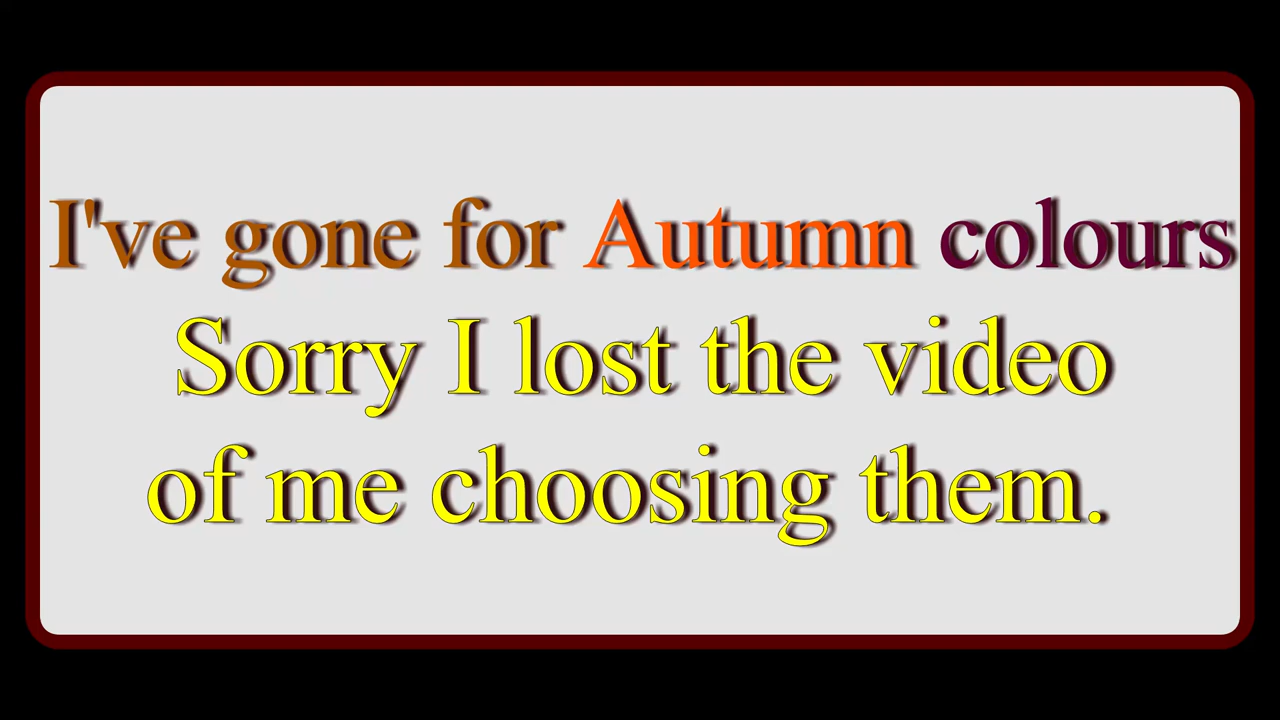 I've gone for Autumn colours
Sorry I lost the video
of me choosing them.